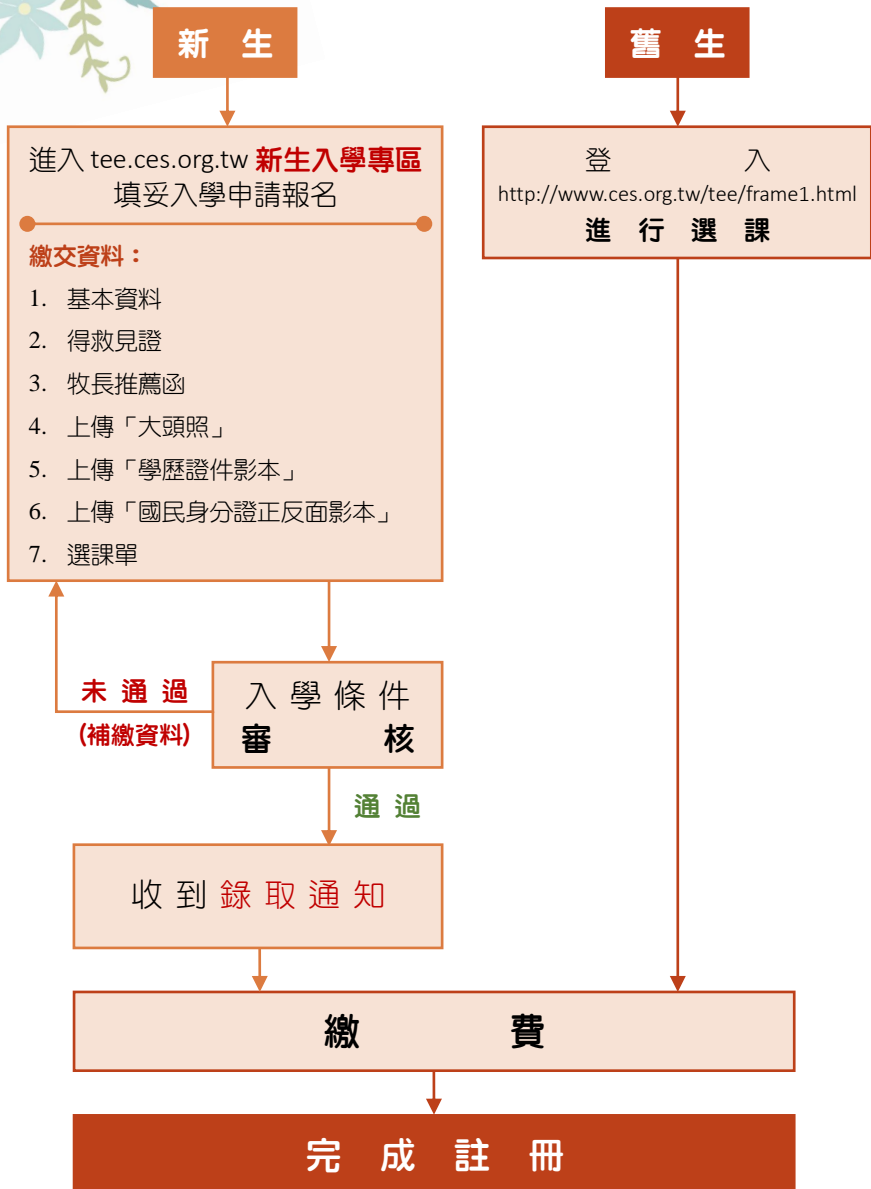 新生
進入 tee.ces.org.tw 新生入學專區
填妥入學申請報名
繳交資料：
1. 基本資料
2. 得救見證
3. 牧長推薦函
4. 上傳「大頭照」
5. 上傳「學歷證件影本」
6. 上傳「國民身分證正反面影本」
7. 選課單
未通過
(補繳資料)
入學條件
審核
通過
收到錄取通知
舊生
登入
http://www.ces.org.tw/tee/frame1.html
進行選課
繳費
完成註冊